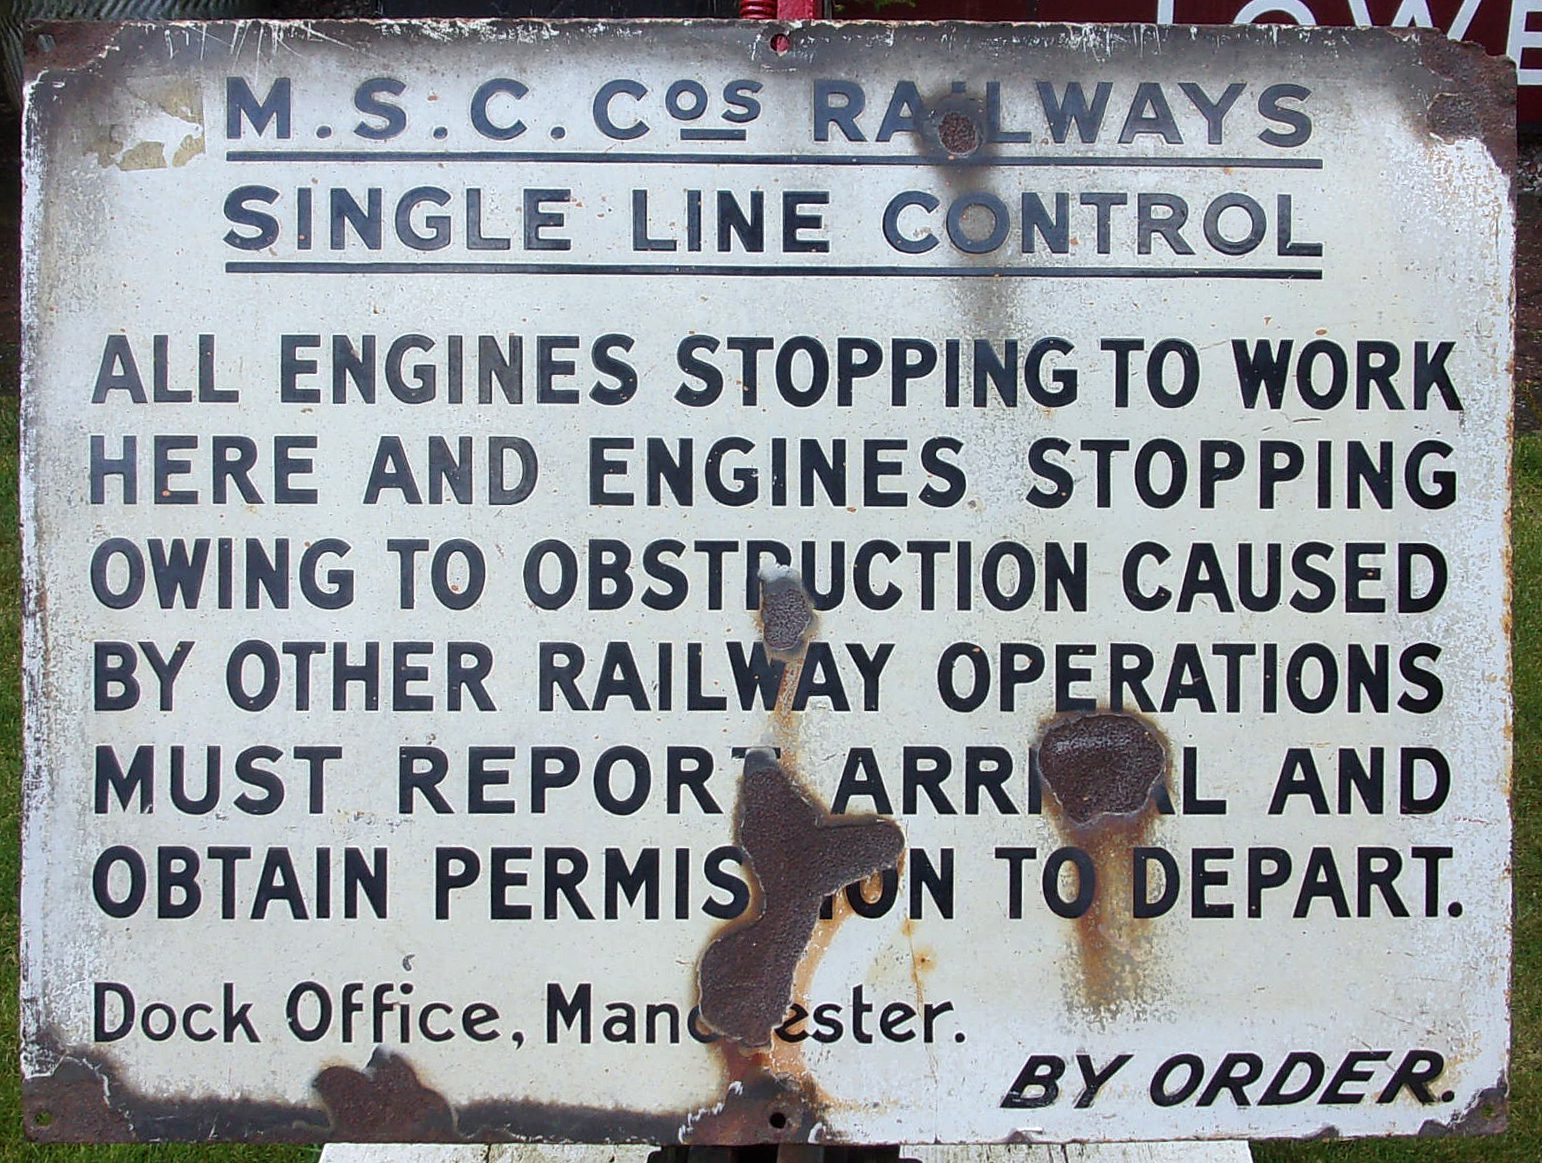 LOWE
M.S.C. Cos RAILWAYS
SINGLE LINE CONTROL
ALL ENGINES STOPPING TO WORK
HERE AND ENGINES STOPPING
OWING TO OBSTRUCTION CAUSED
BY OTHER RAILWAY OPERATIONS
MUST REPORT ARRIVAL AND
OBTAIN PERMISSION TO DEPART.
Dock Office, Manchester.
BY ORDER.